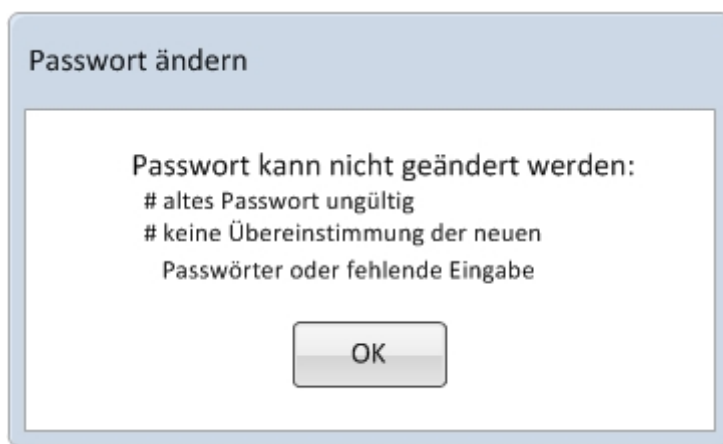 Passwort ändern
Passwort kann nicht geändert werden:
# altes Passwort ungültig
# keine Übereinstimmung der neuen
Passwörter oder fehlende Eingabe
OK